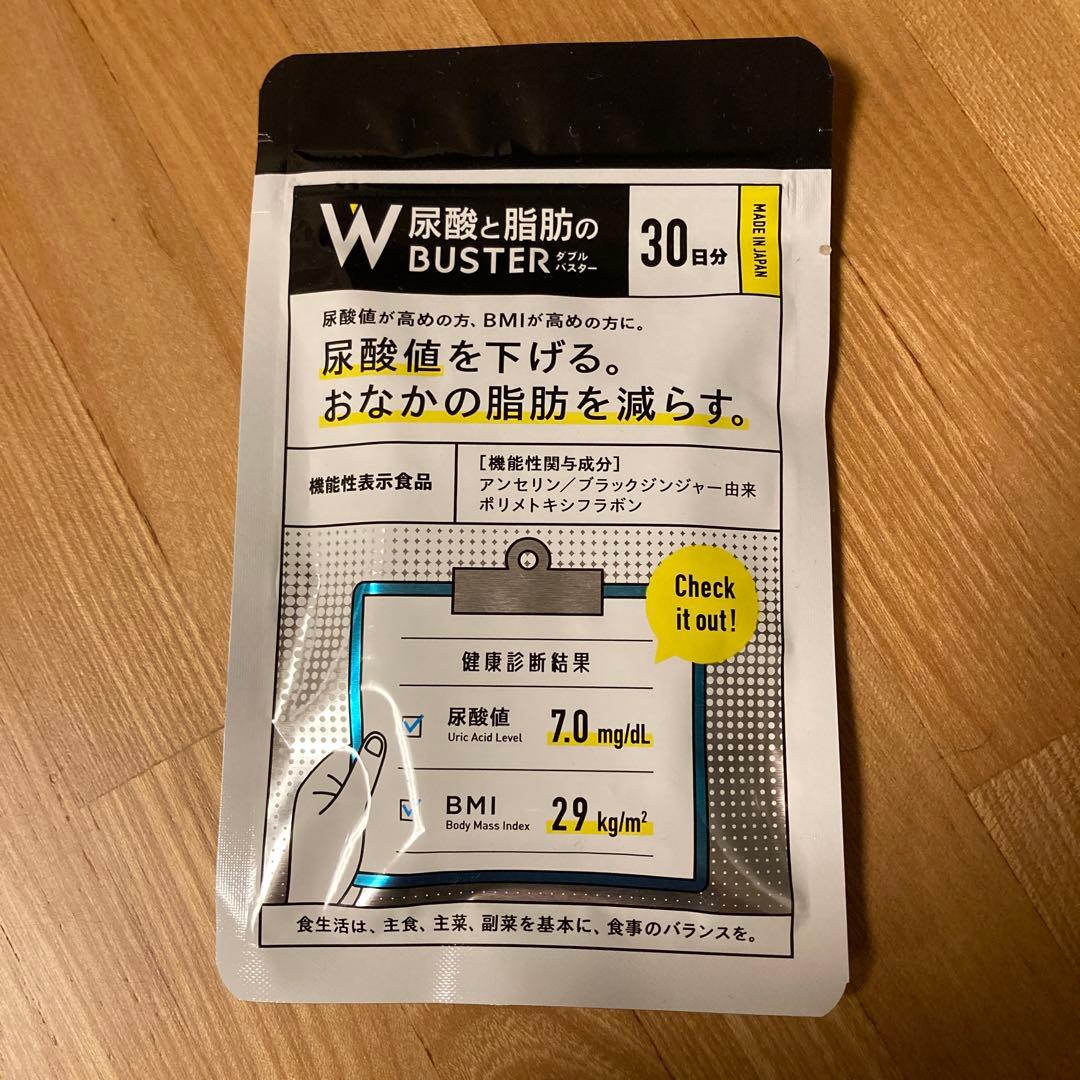 W 尿酸と脂肪の
BUSTER ダブル
バスター
30日分
MADE IN JAPAN
尿酸値が高めの方、BMIが高めの方に。
尿酸値を下げる。
おなかの脂肪を減らす。
機能性表示食品
[機能性関与成分]
アンセリン/ブラックジンジャー由来
ポリメトキシフラボン
Check
it out!
健康診断結果
尿酸値 7.0 mg/dL
Uric Acid Level
BMI 29 kg/m²
Body Mass Index
食生活は、主食、主菜、副菜を基本に、食事のバランスを。